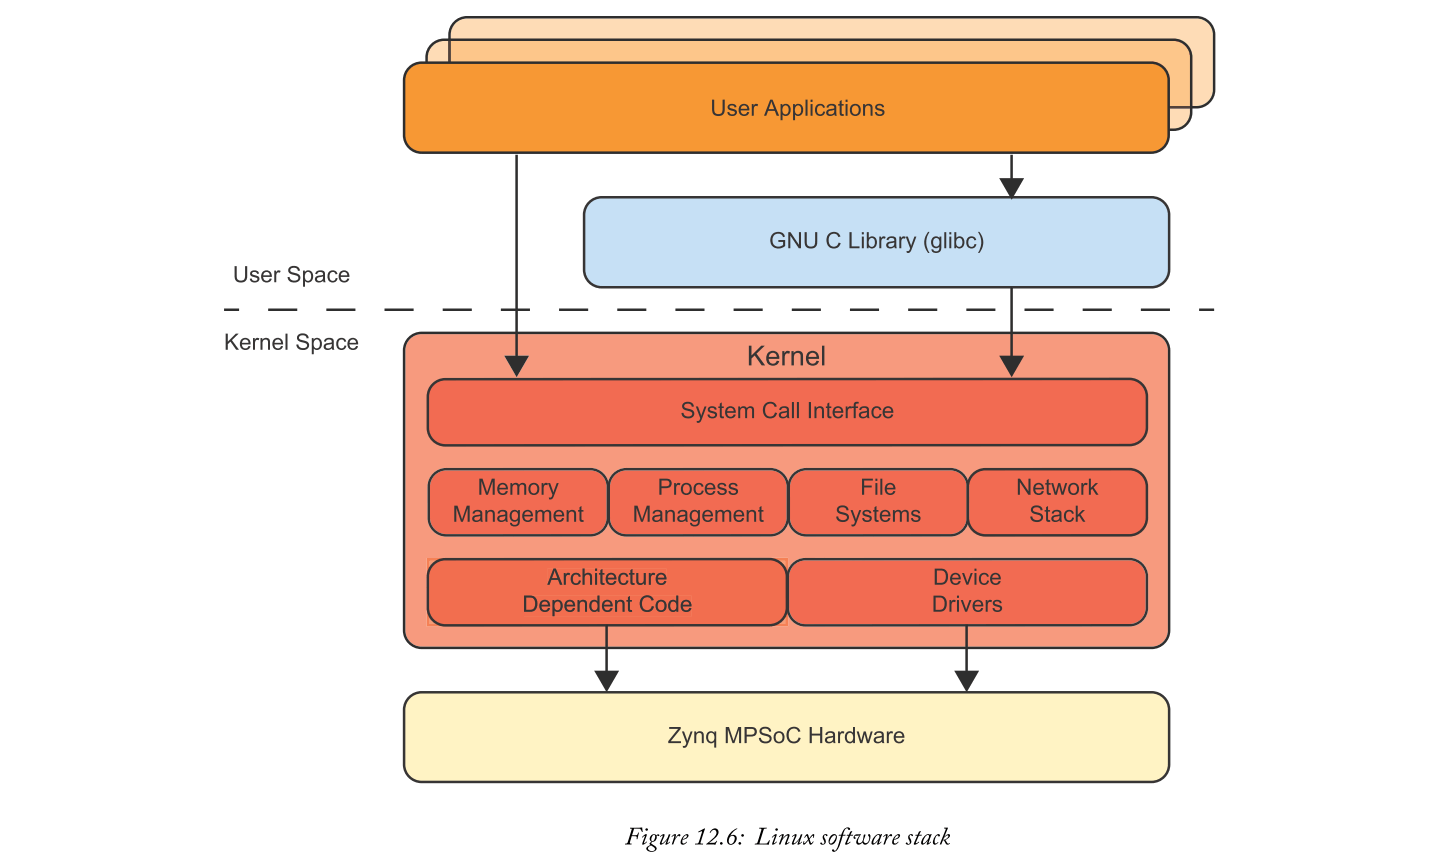 User Applications
GNU C Library (glibc)
User Space
Kernel Space
Kernel
System Call Interface
Memory
Management
Process
Management
File
Systems
Network
Stack
Architecture
Dependent Code
Device
Drivers
Zynq MPSoC Hardware
Figure 12.6: Linux software stack